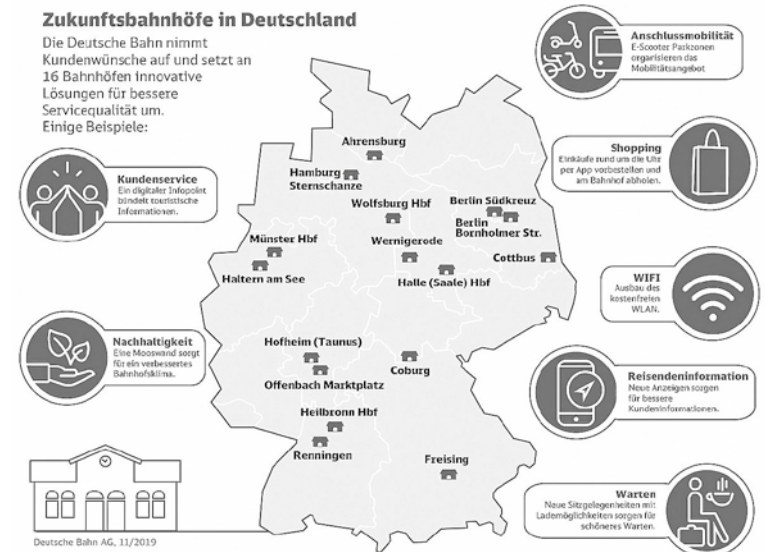 Zukunftsbahnhöfe in Deutschland
Die Deutsche Bahn nimmt
Kundenwünsche auf und setzt an
16 Bahnhöfen innovative
Lösungen für bessere
Servicequalität um.
Einige Beispiele:
Kundenservice
Ein digitaler Infopoint
bündelt touristische
Informationen.
Nachhaltigkeit
Eine Mooswand sorgt
für ein verbessertes
Bahnhofsklima.
Ahrensburg
Hamburg
Sternschanze
Wolfsburg Hbf
Berlin Südkreuz
Berlin
Bornholmer Str.
Münster Hbf
Wernigerode
Cottbus
Haltern am See
Halle (Saale) Hbf
Hofheim (Taunus)
Coburg
Offenbach Marktplatz
Heilbronn Hbf
Renningen
Freising
Anschlussmobilität
E-Scooter Parkzonen
organisieren das
Mobilitätsangebot
Shopping
Einkäufe rund um die Uhr
per App vorbestellen und
am Bahnhof abholen.
WIFI
Ausbau des
kostenfreien
WLAN.
Reisendeninformation
Neue Anzeigen sorgen
für bessere
Kundeninformationen.
Warten
Neue Sitzgelegenheiten mit
Lademöglichkeiten sorgen für
schöneres Warten.
Deutsche Bahn AG, 11/2019